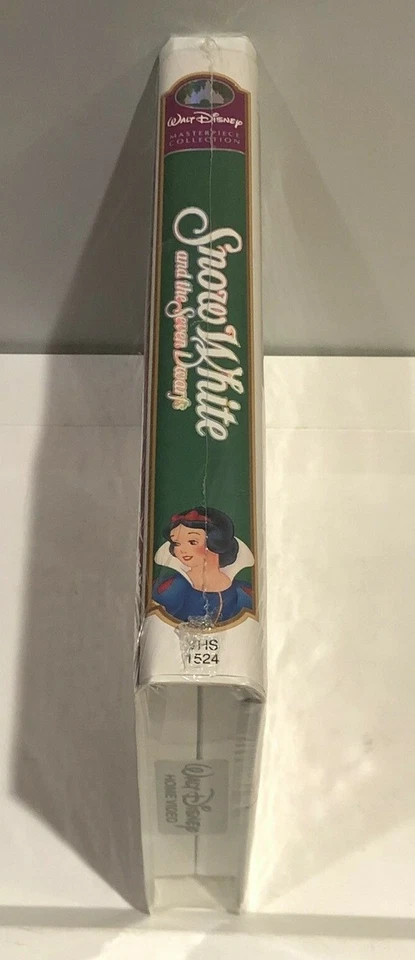 WALT DISNEY
MASTERPIECE
COLLECTION
Snow White
and the Seven Dwarfs
VHS
1524
WALT DISNEY
HOME VIDEO